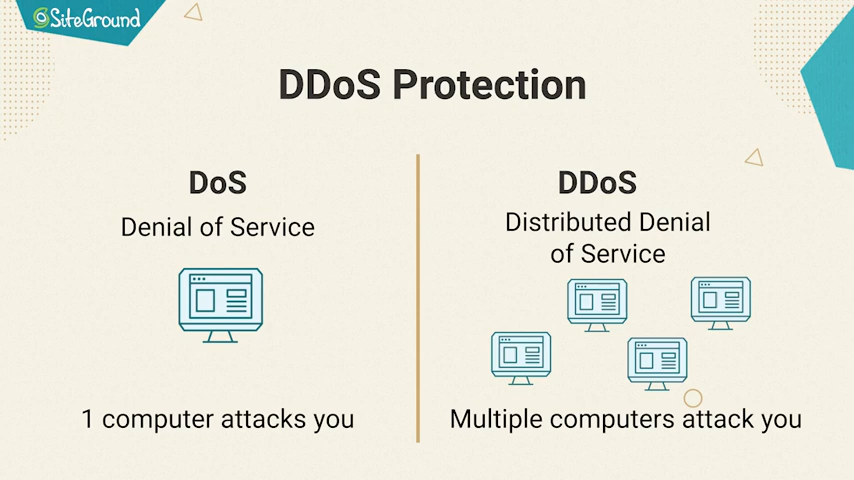 SiteGround
DDoS Protection
DoS
Denial of Service
1 computer attacks you
DDoS
Distributed Denial
of Service
Multiple computers attack you